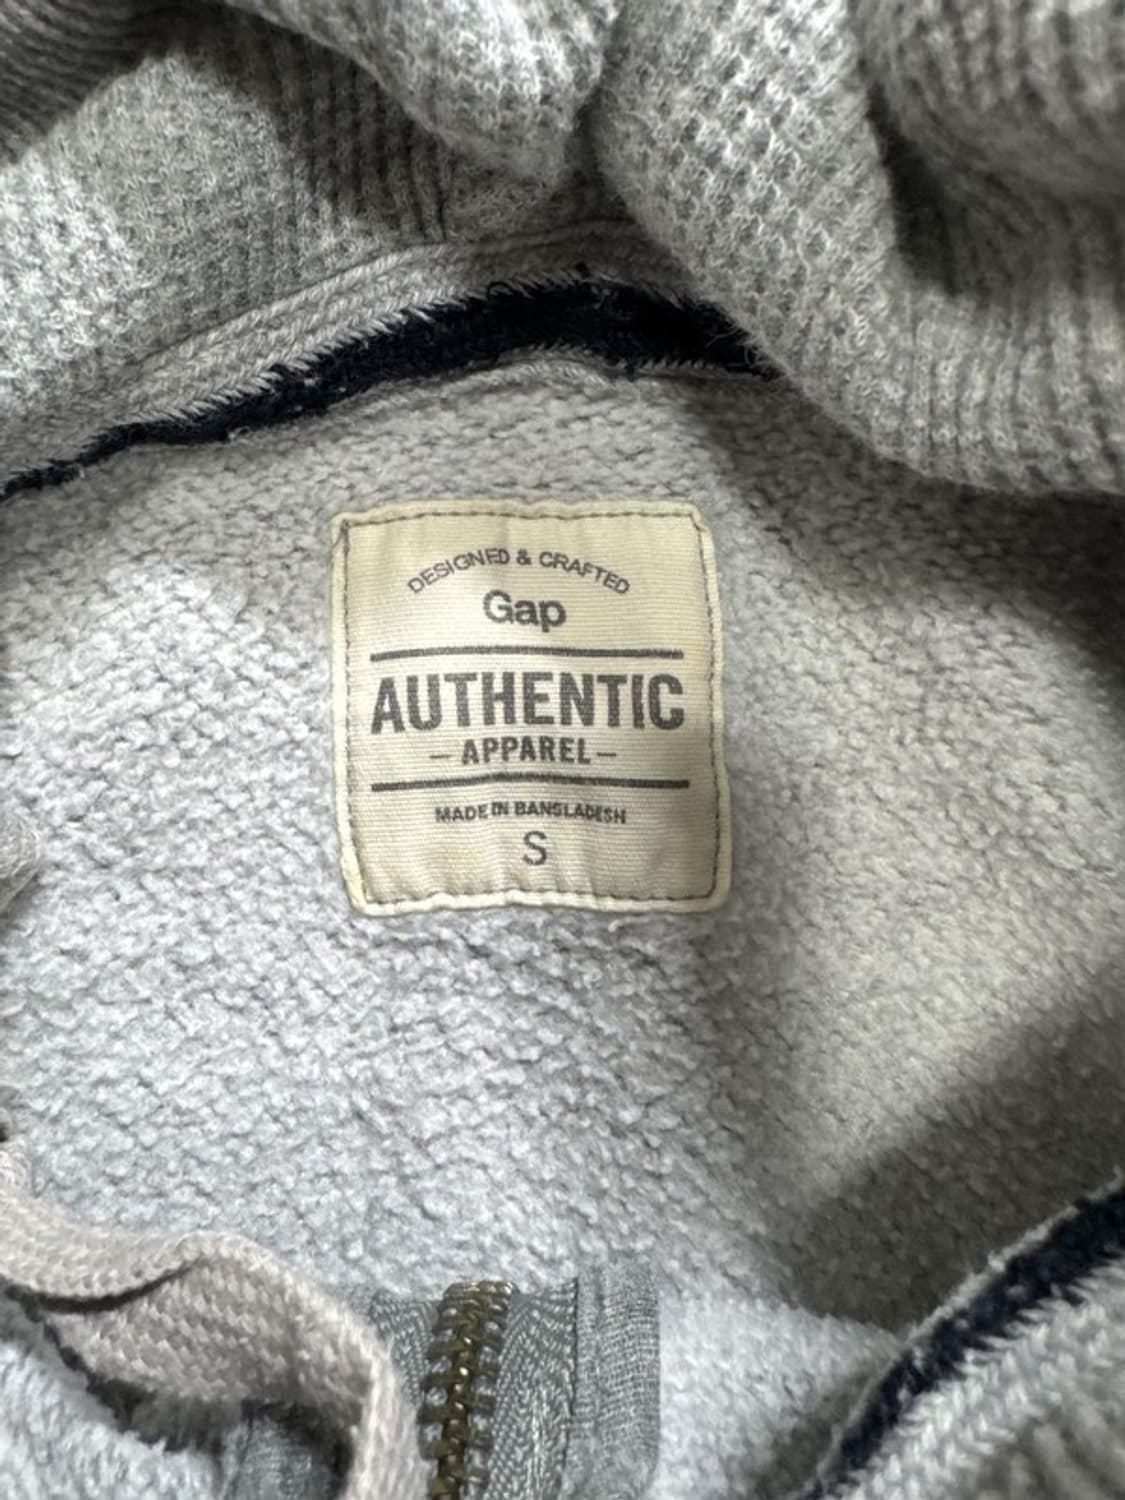 DESIGNED & CRAFTED
Gap
AUTHENTIC
– APPAREL –
MADE IN BANGLADESH
S